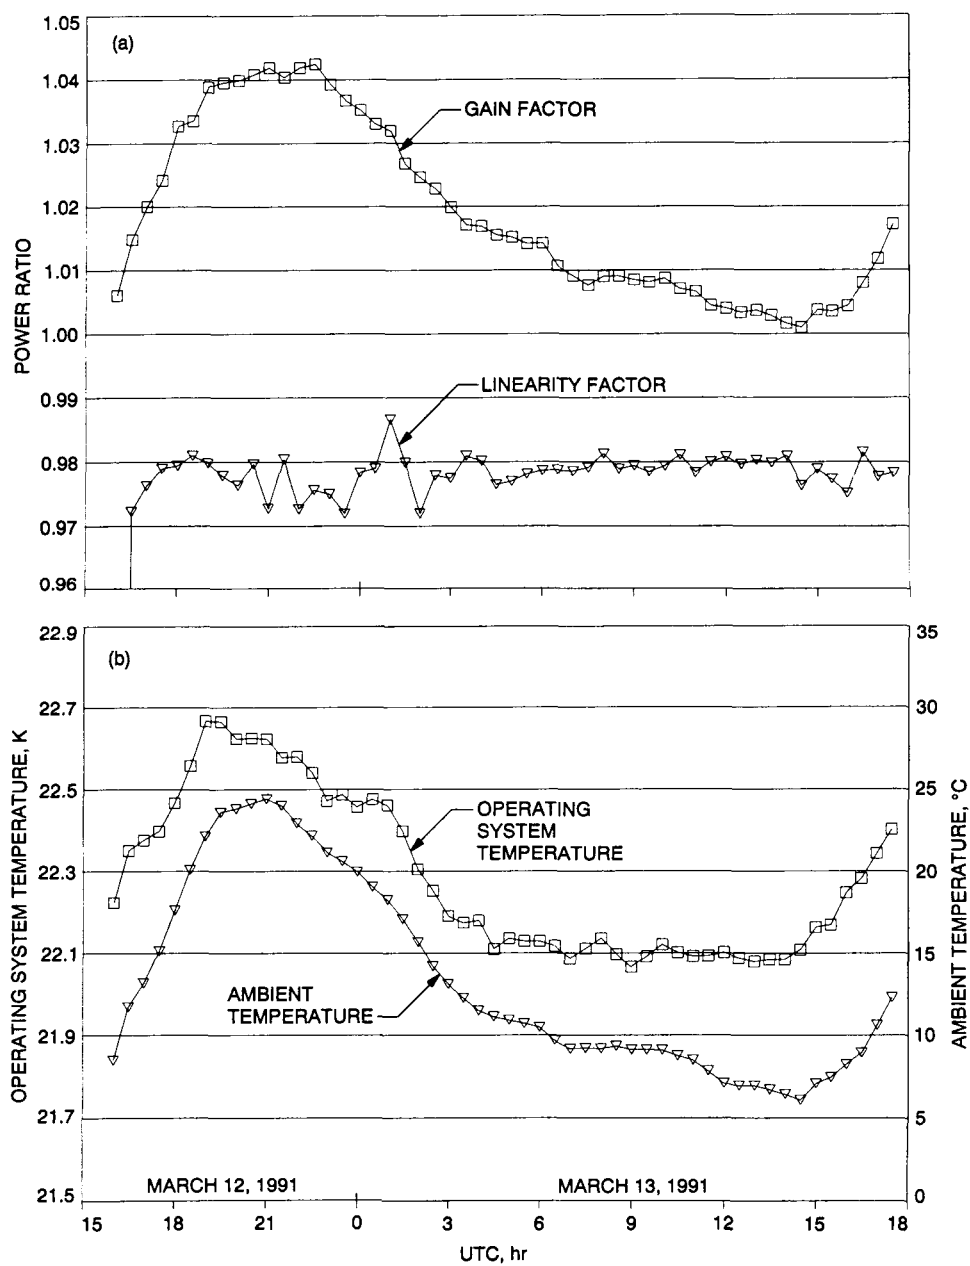 (a)
1.05
1.04
1.03
1.02
1.01
1.00
0.99
0.98
0.97
0.96
POWER RATIO
GAIN FACTOR
LINEARITY FACTOR
(b)
22.9
22.7
22.5
22.3
22.1
21.9
21.7
21.5
OPERATING SYSTEM TEMPERATURE, K
35
30
25
20
15
10
5
0
AMBIENT TEMPERATURE, °C
OPERATING
SYSTEM
TEMPERATURE
AMBIENT
TEMPERATURE
MARCH 12, 1991 MARCH 13, 1991
15 18 21 0 3 6 9 12 15 18
UTC, hr